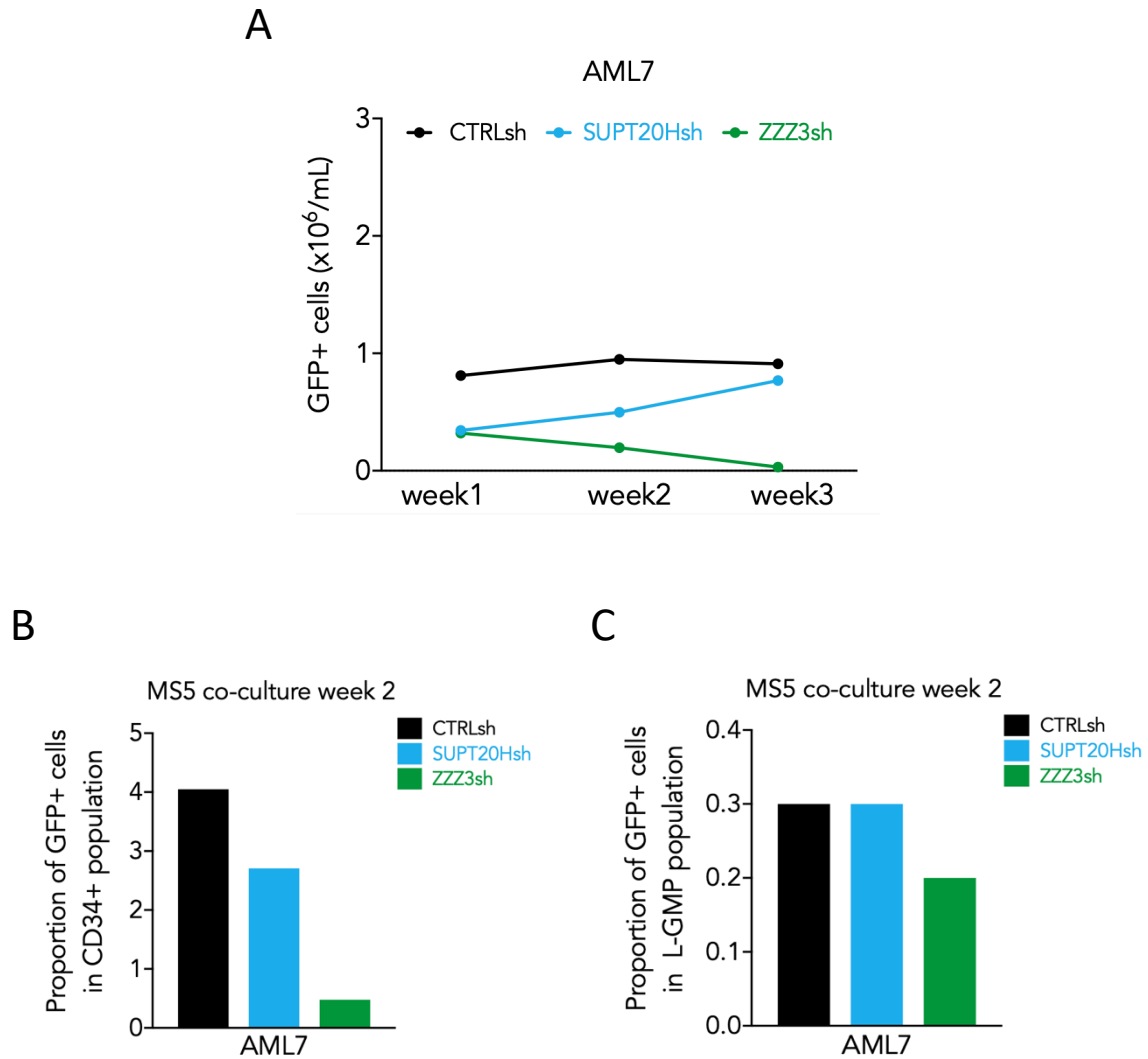 A
AML7
CTRLsh SUPT20Hsh ZZZ3sh
GFP+ cells (x10⁶/mL)
3
2
1
0
week1 week2 week3
B
MS5 co-culture week 2
CTRLsh
SUPT20Hsh
ZZZ3sh
Proportion of GFP+ cells
in CD34+ population
5
4
3
2
1
0
AML7
C
MS5 co-culture week 2
CTRLsh
SUPT20Hsh
ZZZ3sh
Proportion of GFP+ cells
in L-GMP population
0.4
0.3
0.2
0.1
0.0
AML7